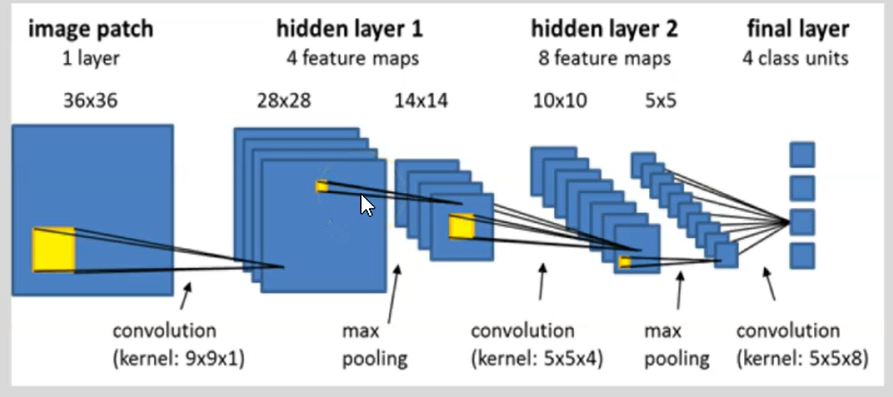 image patch
1 layer
hidden layer 1
4 feature maps
hidden layer 2
8 feature maps
final layer
4 class units
36x36
28x28
14x14
10x10
5x5
convolution
(kernel: 9x9x1)
max
pooling
convolution
(kernel: 5x5x4)
max
pooling
convolution
(kernel: 5x5x8)